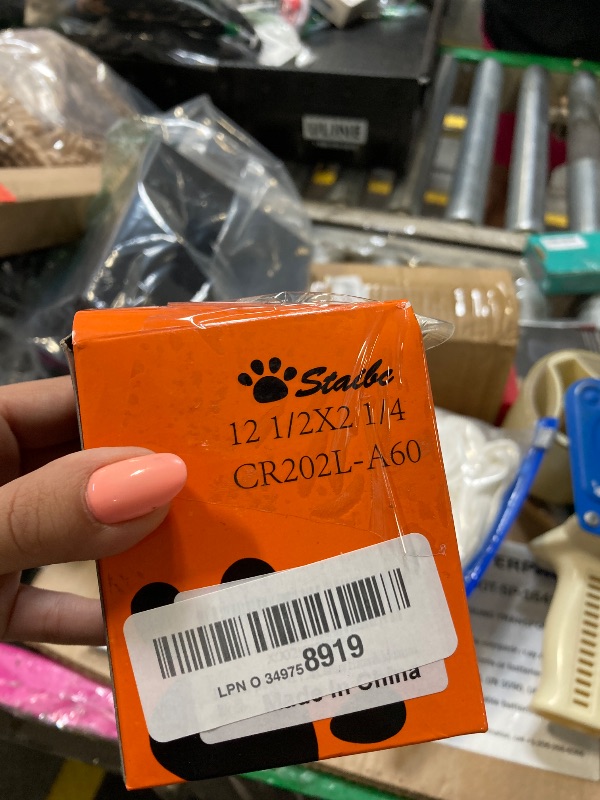 ULINE
Staibc
12 1/2X2 1/4
CR202L-A60
LPN O 349758919
Made in China